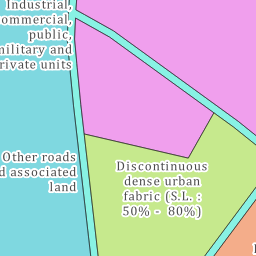 Industrial,
commercial,
public,
military and
private units
Other roads
and associated
land
Discontinuous
dense urban
fabric (S.L. :
50% - 80%)